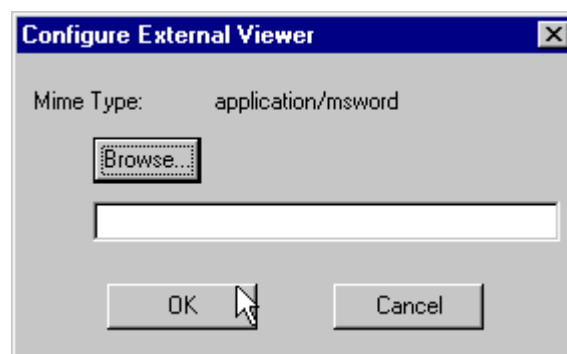 Configure External Viewer
Mime Type: application/msword
Browse...
OK Cancel